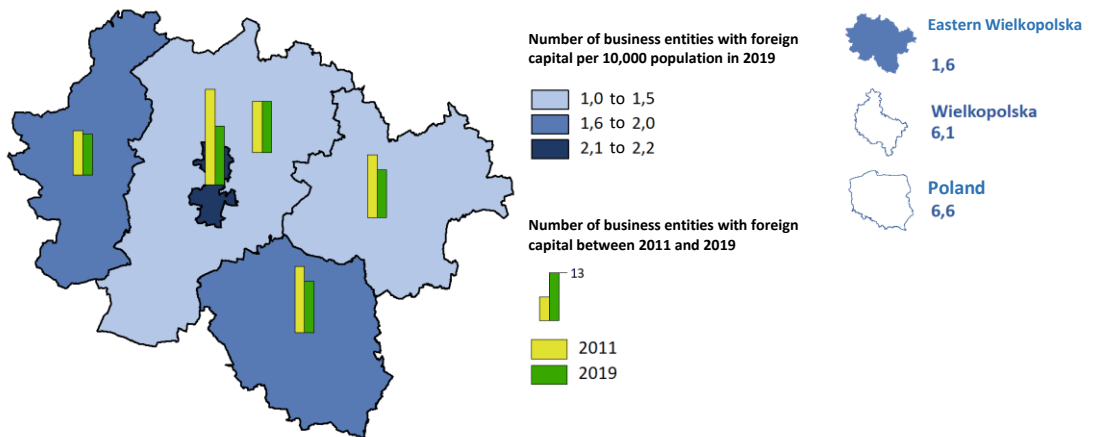 Number of business entities with foreign
capital per 10,000 population in 2019
1,0 to 1,5
1,6 to 2,0
2,1 to 2,2
Number of business entities with foreign
capital between 2011 and 2019
13
2011
2019
Eastern Wielkopolska
1,6
Wielkopolska
6,1
Poland
6,6